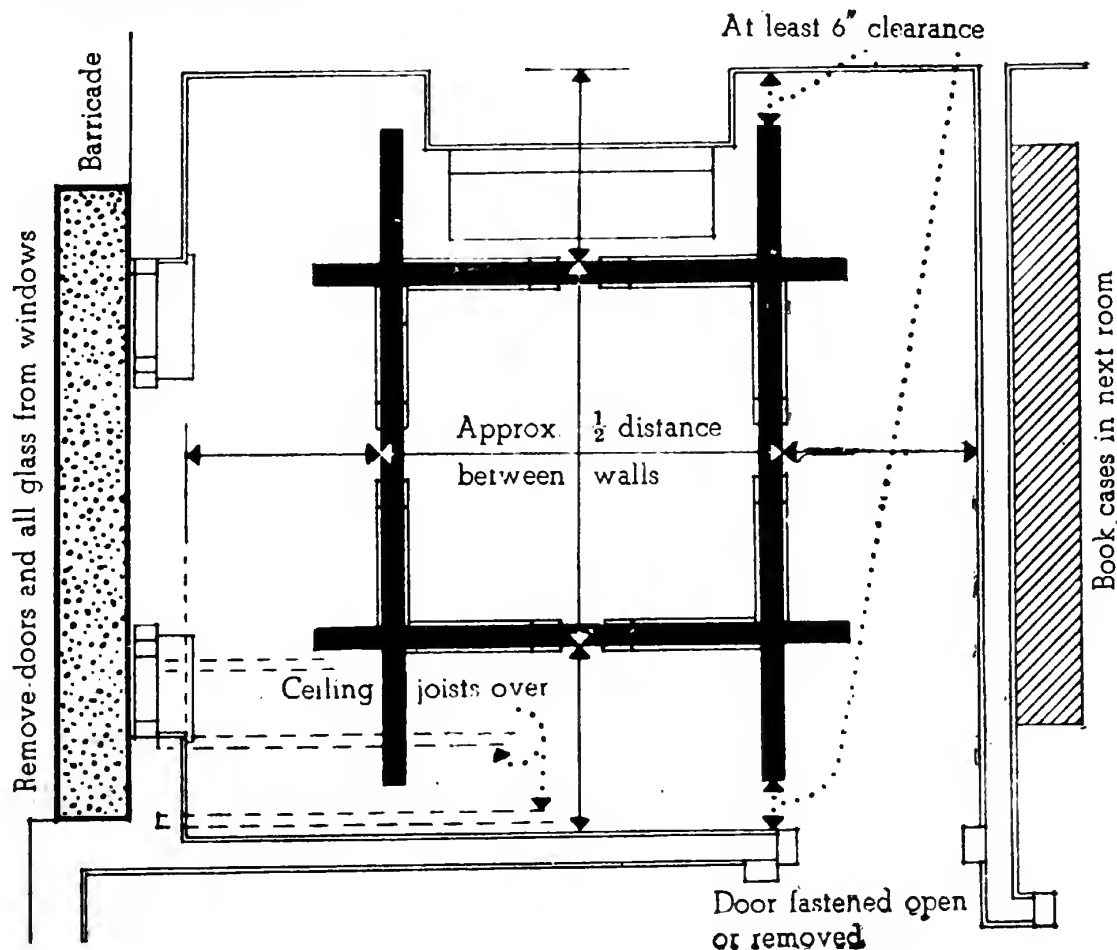 At least 6" clearance
Barricade
Remove doors and all glass from windows
Approx. ½ distance
between walls
Book cases in next room
Ceiling joists over
Door fastened open
or removed